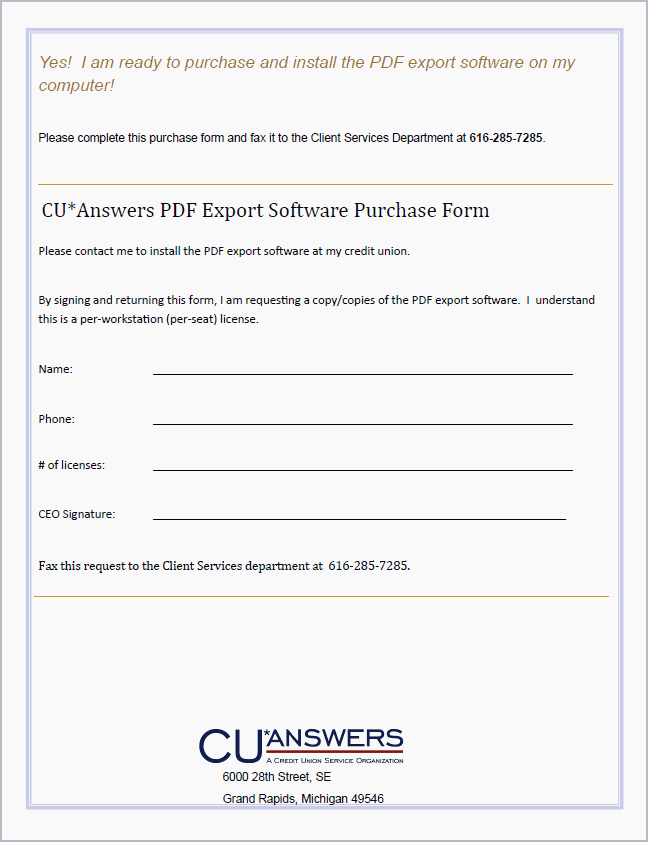 Yes!  I am ready to purchase and install the PDF export software on my
computer!
Please complete this purchase form and fax it to the Client Services Department at 616-285-7285.
CU*Answers PDF Export Software Purchase Form
Please contact me to install the PDF export software at my credit union.
By signing and returning this form, I am requesting a copy/copies of the PDF export software.  I  understand
this is a per-workstation (per-seat) license.
Name:
Phone:
# of licenses:
CEO Signature:
Fax this request to the Client Services department at  616-285-7285.
CU*ANSWERS
A CREDIT UNION SERVICE ORGANIZATION
6000 28th Street, SE
Grand Rapids, Michigan 49546